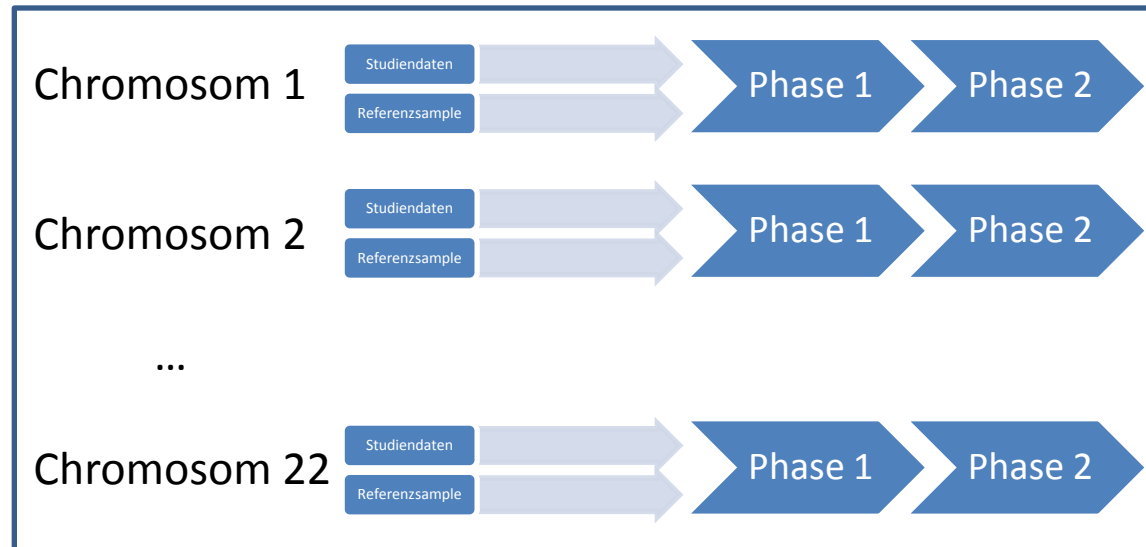 Chromosom 1
Studiendaten
Referenzsample
Phase 1
Phase 2
Chromosom 2
Studiendaten
Referenzsample
Phase 1
Phase 2
...
Chromosom 22
Studiendaten
Referenzsample
Phase 1
Phase 2